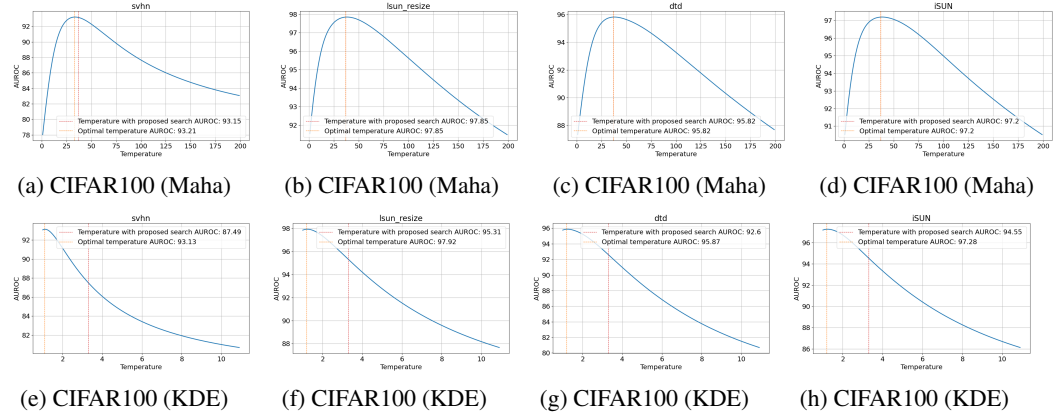 svhn
AUROC
92
90
88
86
84
82
80
78
Temperature with proposed search AUROC: 93.15
Optimal temperature AUROC: 93.21
0 25 50 75 100 125 150 175 200
Temperature
(a) CIFAR100 (Maha)
lsun_resize
AUROC
98
97
96
95
94
93
92
Temperature with proposed search AUROC: 97.85
Optimal temperature AUROC: 97.85
0 25 50 75 100 125 150 175 200
Temperature
(b) CIFAR100 (Maha)
dtd
AUROC
96
94
92
90
88
Temperature with proposed search AUROC: 95.82
Optimal temperature AUROC: 95.82
0 25 50 75 100 125 150 175 200
Temperature
(c) CIFAR100 (Maha)
iSUN
AUROC
97
96
95
94
93
92
91
Temperature with proposed search AUROC: 97.2
Optimal temperature AUROC: 97.2
0 25 50 75 100 125 150 175 200
Temperature
(d) CIFAR100 (Maha)
svhn
AUROC
92
90
88
86
84
82
Temperature with proposed search AUROC: 87.49
Optimal temperature AUROC: 93.13
2 4 6 8 10
Temperature
(e) CIFAR100 (KDE)
lsun_resize
AUROC
98
96
94
92
90
88
Temperature with proposed search AUROC: 95.31
Optimal temperature AUROC: 97.92
2 4 6 8 10
Temperature
(f) CIFAR100 (KDE)
dtd
AUROC
96
94
92
90
88
86
84
82
80
Temperature with proposed search AUROC: 92.6
Optimal temperature AUROC: 95.87
2 4 6 8 10
Temperature
(g) CIFAR100 (KDE)
iSUN
AUROC
96
94
92
90
88
86
Temperature with proposed search AUROC: 94.55
Optimal temperature AUROC: 97.28
2 4 6 8 10
Temperature
(h) CIFAR100 (KDE)